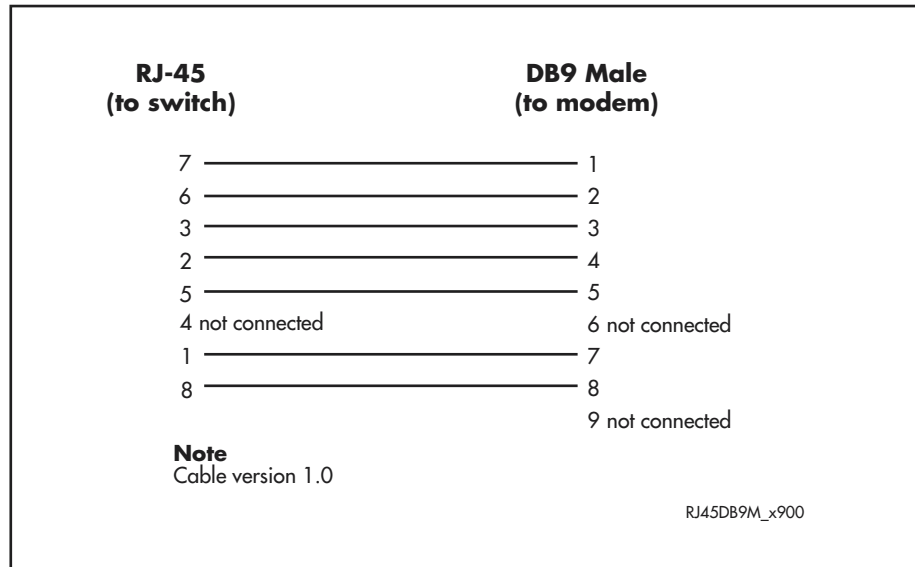 RJ-45 DB9 Male
(to switch) (to modem)
7 1
6 2
3 3
2 4
5 5
4 not connected 6 not connected
1 7
8 8
9 not connected
Note
Cable version 1.0
RJ45DB9M_x900